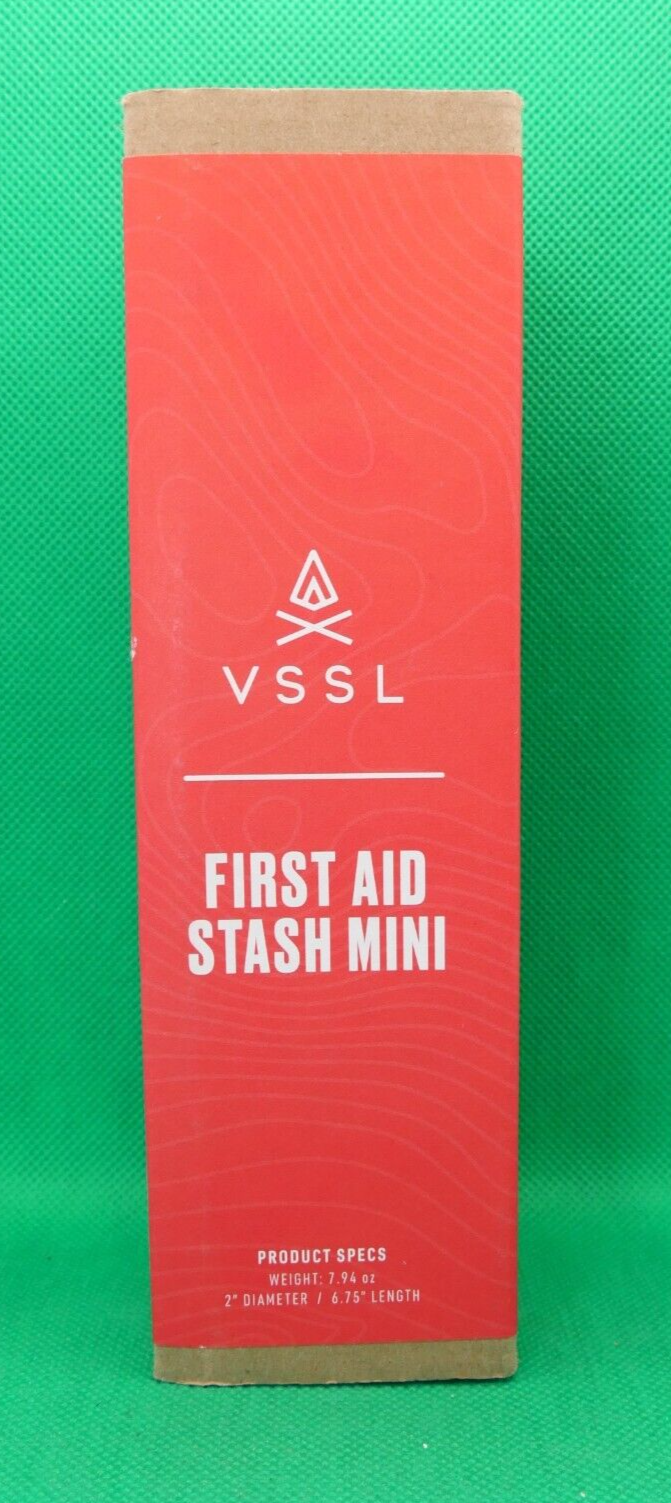 VSSL
FIRST AID
STASH MINI
PRODUCT SPECS
WEIGHT: 7.94 oz
2" DIAMETER / 6.75" LENGTH